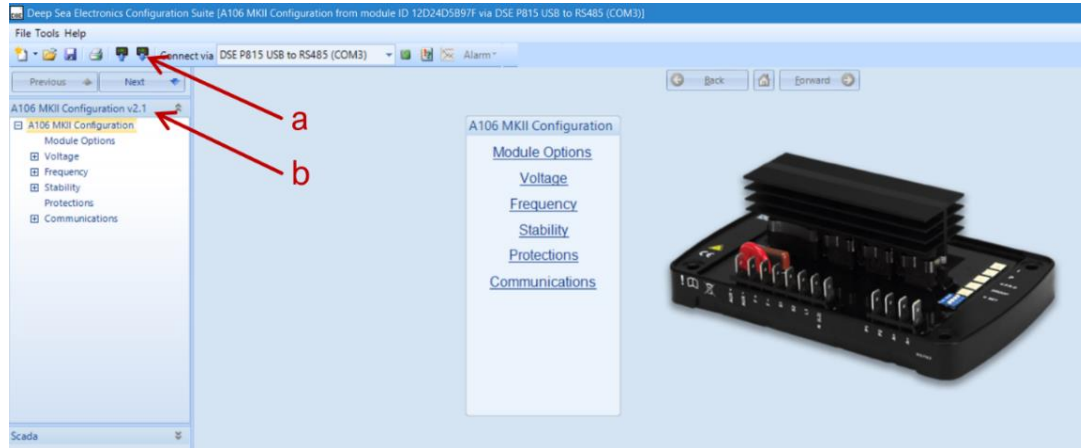 Deep Sea Electronics Configuration Suite [A106 MKII Configuration from module ID 12D24D5B97F via DSE P815 USB to RS485 (COM3)]
File Tools Help
Connect via DSE P815 USB to RS485 (COM3) Alarm
Previous Next
Back Forward
A106 MKII Configuration v2.1
A106 MKII Configuration
Module Options
Voltage
Frequency
Stability
Protections
Communications
a
b
A106 MKII Configuration
Module Options
Voltage
Frequency
Stability
Protections
Communications
Scada